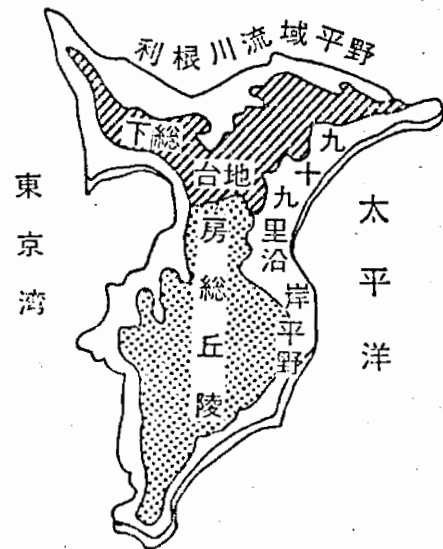 利根川流域平野
下総
台地
九十九里沿岸平野
房総丘陵
東京湾
太平洋